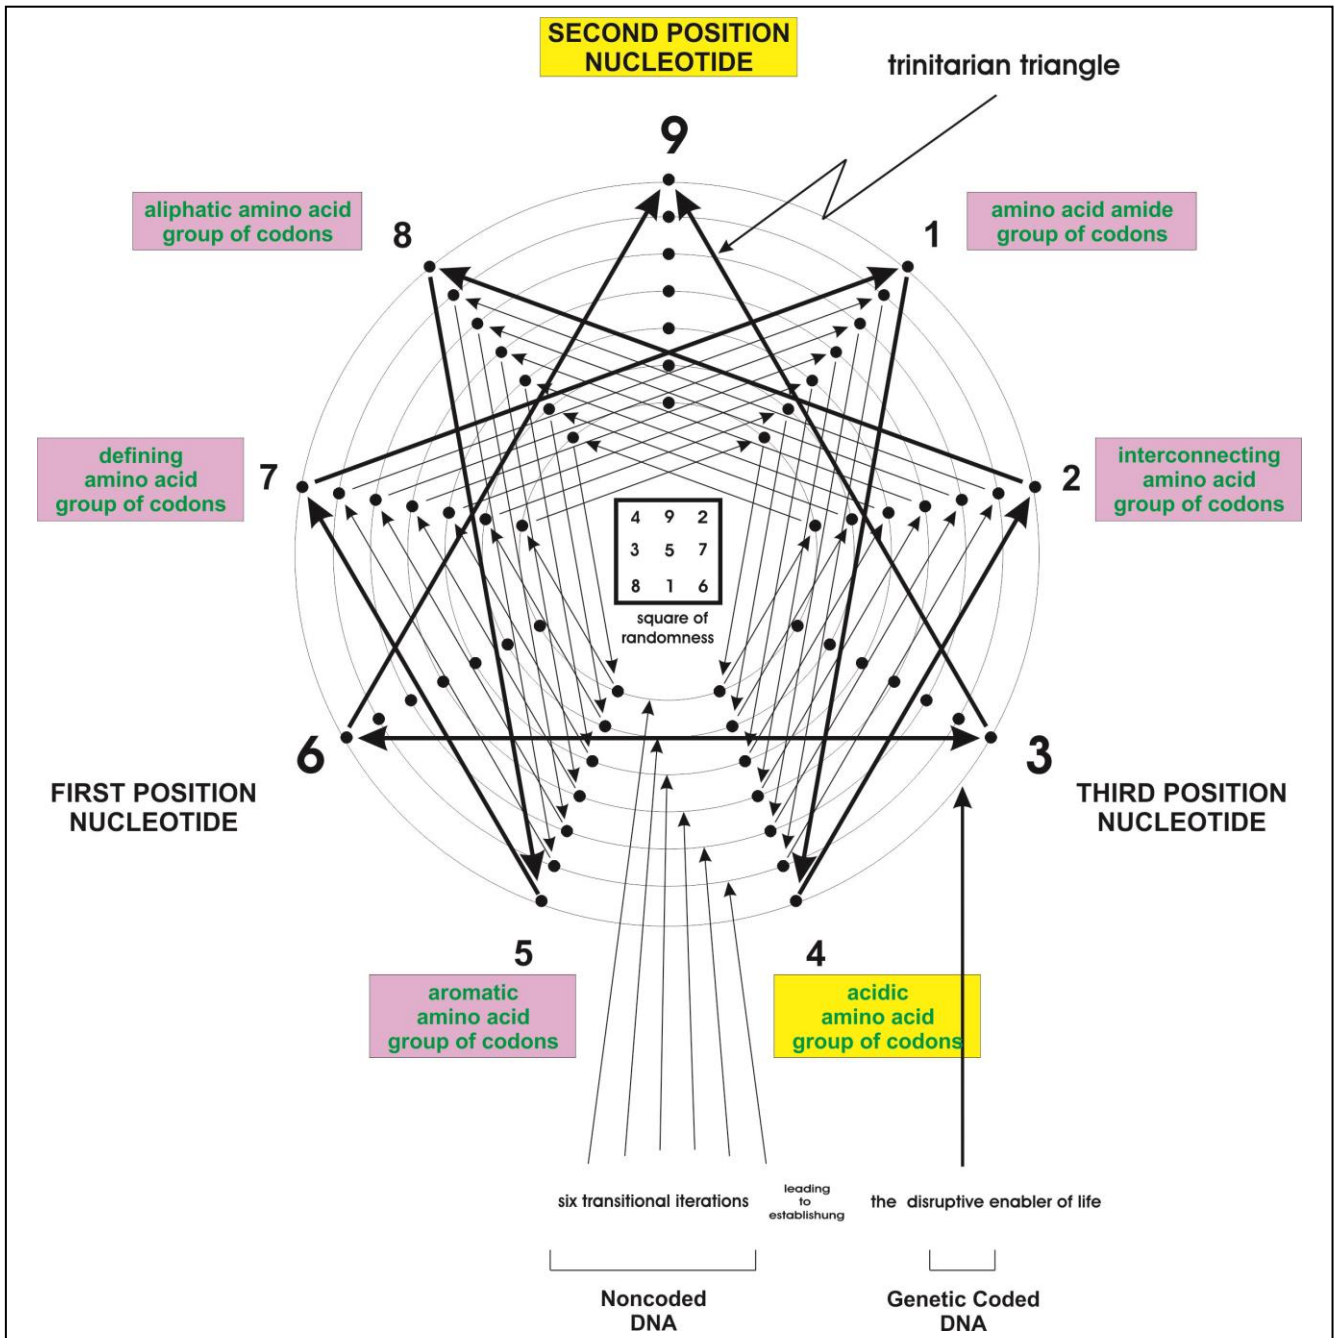 SECOND POSITION
NUCLEOTIDE
trinitarian triangle
9
aliphatic amino acid
group of codons
8
1
amino acid amide
group of codons
defining
amino acid
group of codons
7
2
interconnecting
amino acid
group of codons
4 9 2
3 5 7
8 1 6
square of
randomness
6
3
FIRST POSITION
NUCLEOTIDE
THIRD POSITION
NUCLEOTIDE
5
4
aromatic
amino acid
group of codons
acidic
amino acid
group of codons
six transitional iterations
leading
to
establishung
the disruptive enabler of life
Noncoded
DNA
Genetic Coded
DNA